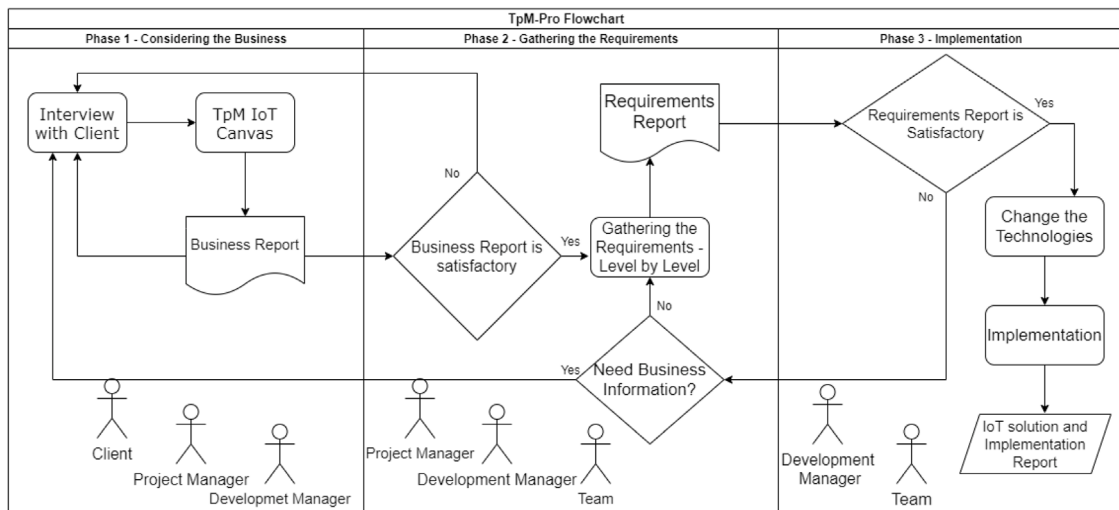 TpM-Pro Flowchart
Phase 1 - Considering the Business
Phase 2 - Gathering the Requirements
Phase 3 - Implementation
Interview
with Client
TpM IoT
Canvas
Business Report
No
Business Report is
satisfactory
Yes
Requirements
Report
Gathering the
Requirements -
Level by Level
No
Yes
Need Business
Information?
Requirements Report is
Satisfactory
Yes
No
Change the
Technologies
Implementation
IoT solution and
Implementation
Report
Client
Project Manager
Developmet Manager
Project Manager
Development Manager
Team
Development
Manager
Team